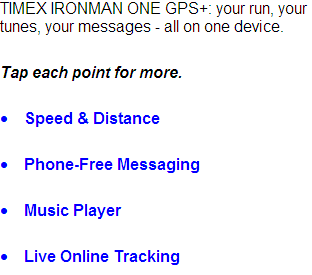 TIMEX IRONMAN ONE GPS+: your run, your
tunes, your messages - all on one device.
Tap each point for more.
• Speed & Distance
• Phone-Free Messaging
• Music Player
• Live Online Tracking